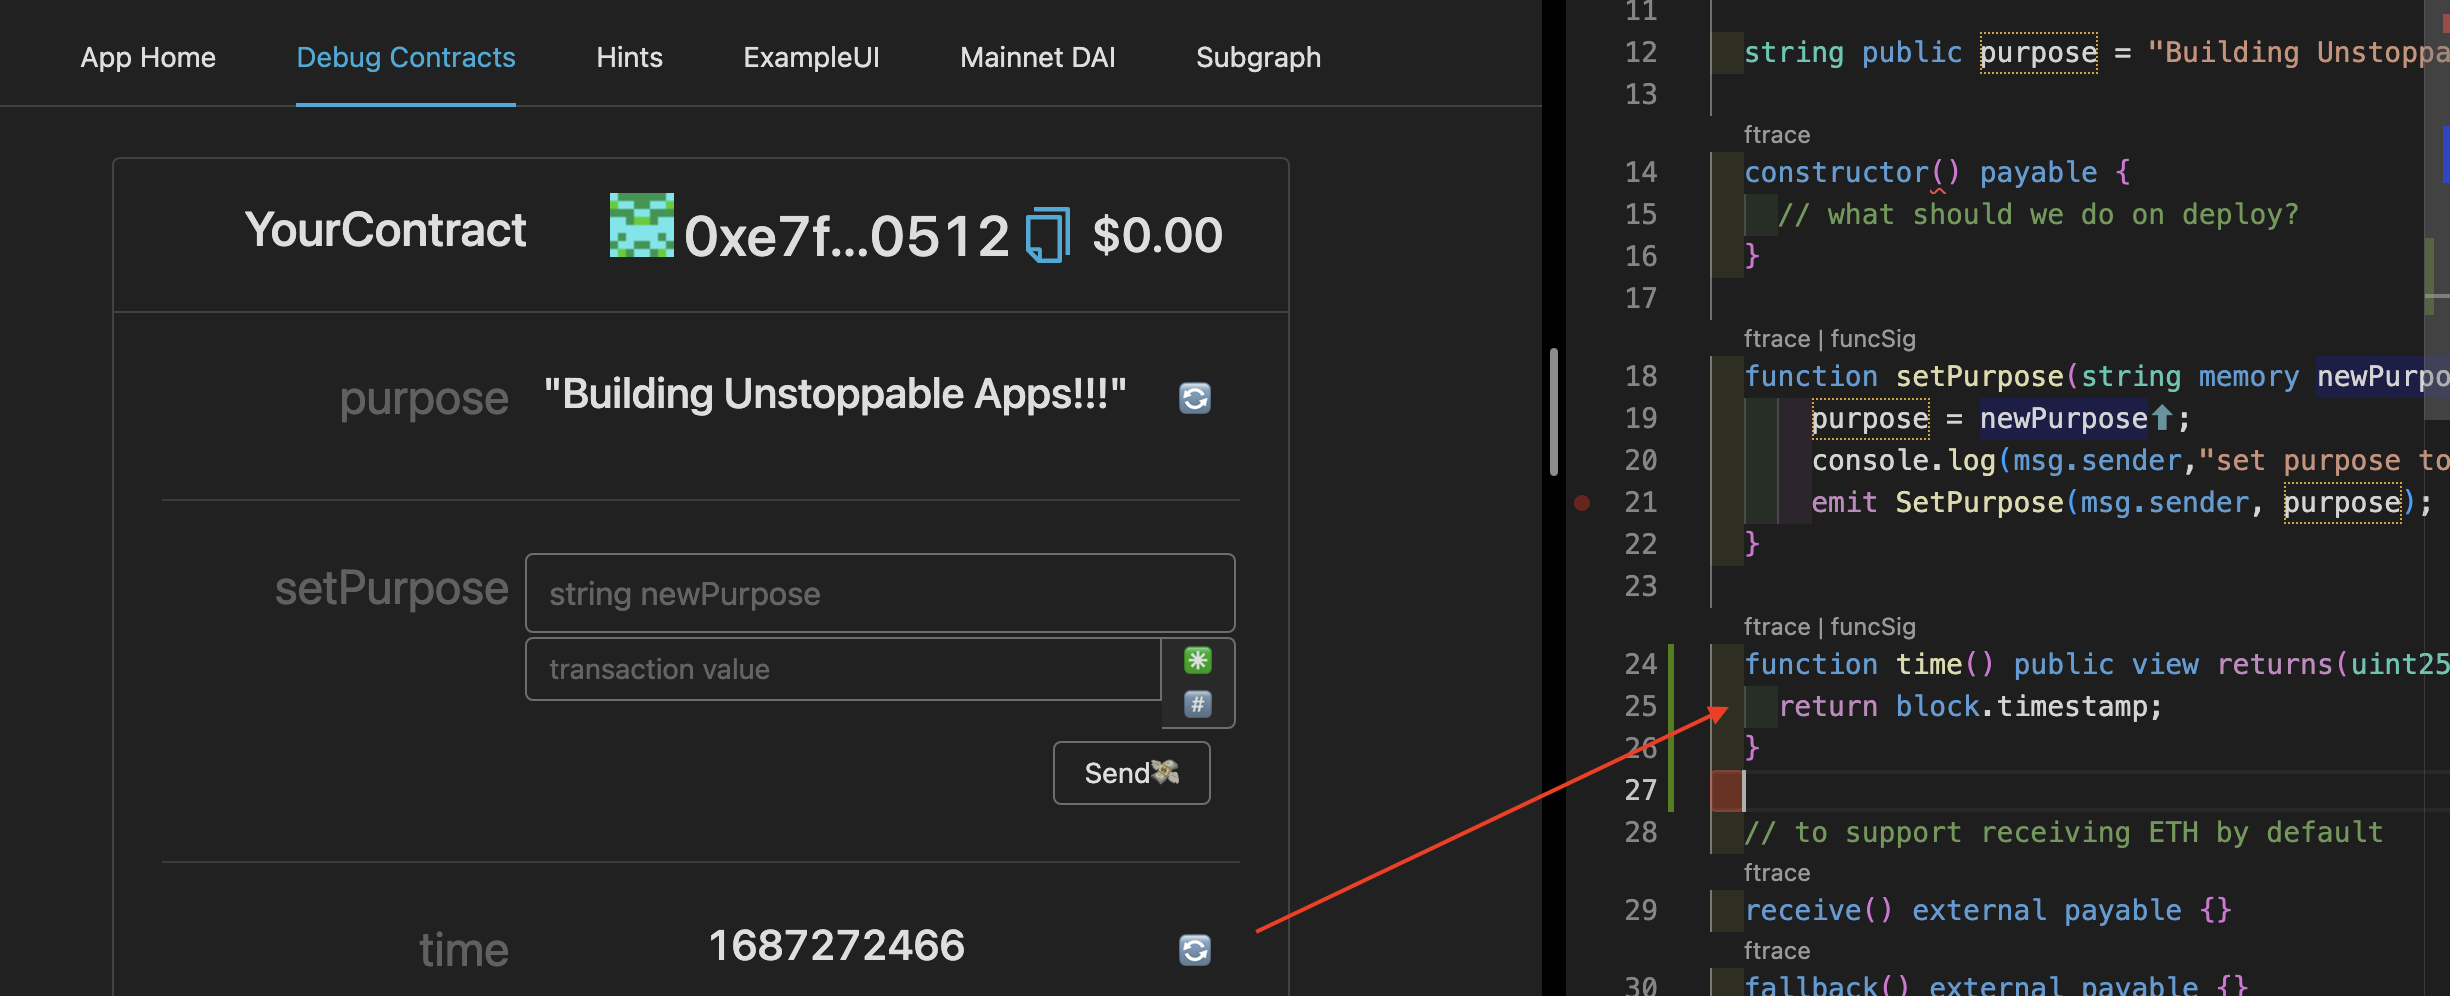 App Home Debug Contracts Hints ExampleUI Mainnet DAI Subgraph
YourContract 0xe7f...0512 $0.00
purpose "Building Unstoppable Apps!!!"
setPurpose string newPurpose
transaction value
#
Send
time 1687272466
11
12 string public purpose = "Building Unstoppa
13
ftrace
14 constructor() payable {
15 // what should we do on deploy?
16 }
17
ftrace | funcSig
18 function setPurpose(string memory newPurpo
19 purpose = newPurpose⬆;
20 console.log(msg.sender,"set purpose to
21 emit SetPurpose(msg.sender, purpose);
22 }
23
ftrace | funcSig
24 function time() public view returns(uint25
25 return block.timestamp;
26 }
27
28 // to support receiving ETH by default
ftrace
29 receive() external payable {}
ftrace
30 fallback() external payable {}